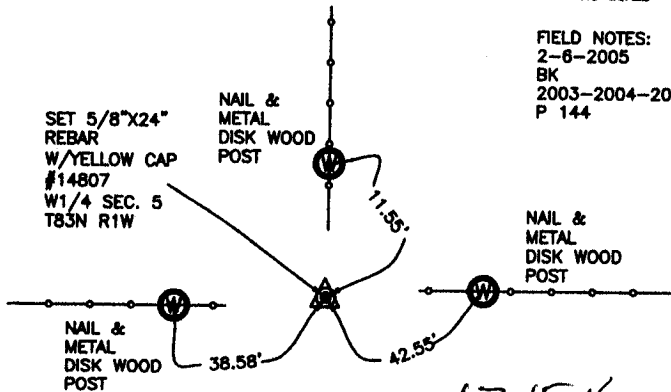 FIELD NOTES:
2-6-2005
BK
2003-2004-20
P 144
NAIL &
METAL
DISK WOOD
POST
SET 5/8"X24"
REBAR
W/YELLOW CAP
#14807
W1/4 SEC. 5
T83N R1W
W
11.55'
NAIL &
METAL
DISK WOOD
POST
W
W
NAIL &
METAL
DISK WOOD
POST
38.58'
42.55'